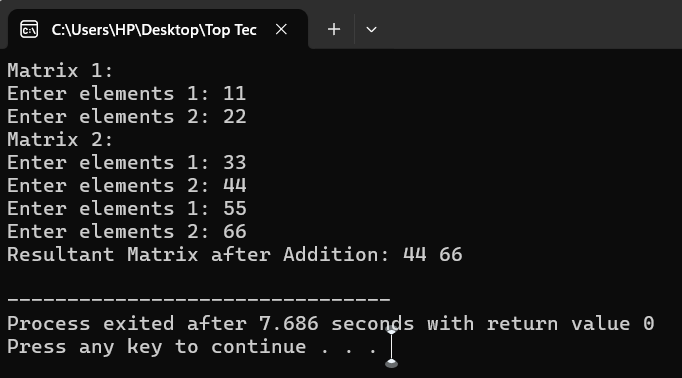 C:\Users\HP\Desktop\Top Tec
Matrix 1:
Enter elements 1: 11
Enter elements 2: 22
Matrix 2:
Enter elements 1: 33
Enter elements 2: 44
Enter elements 1: 55
Enter elements 2: 66
Resultant Matrix after Addition: 44 66
--------------------------------
Process exited after 7.686 seconds with return value 0
Press any key to continue . . .